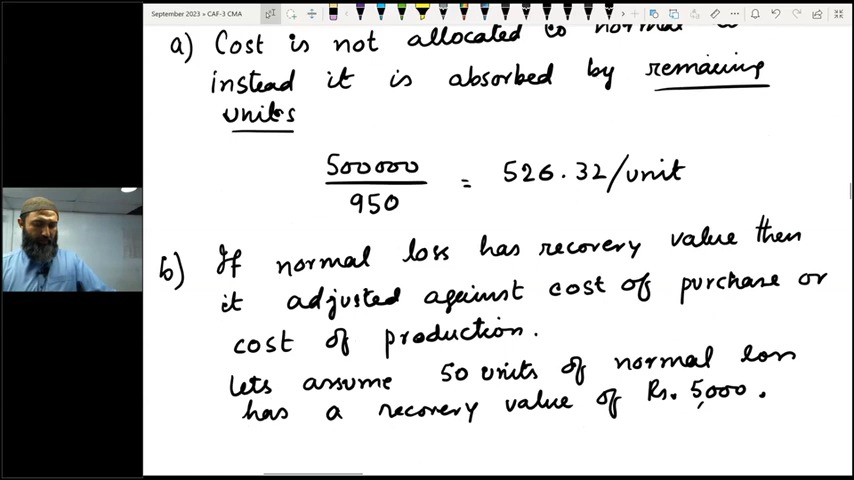 September 2023 » CAF-3 CMA
a) Cost is not allocated to normal
instead it is absorbed by remaining
units
500000
950
= 526.32/unit
b) If normal loss has recovery value then
it adjusted against cost of purchase or
cost of production.
lets assume 50 units of normal loss
has a recovery value of Rs. 5,000.